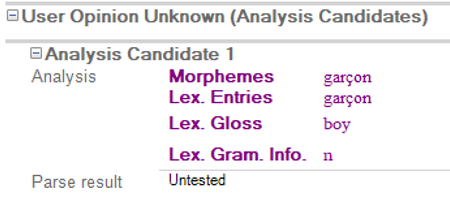 User Opinion Unknown (Analysis Candidates)
Analysis Candidate 1
Analysis Morphemes garçon
Lex. Entries garçon
Lex. Gloss boy
Lex. Gram. Info. n
Parse result Untested